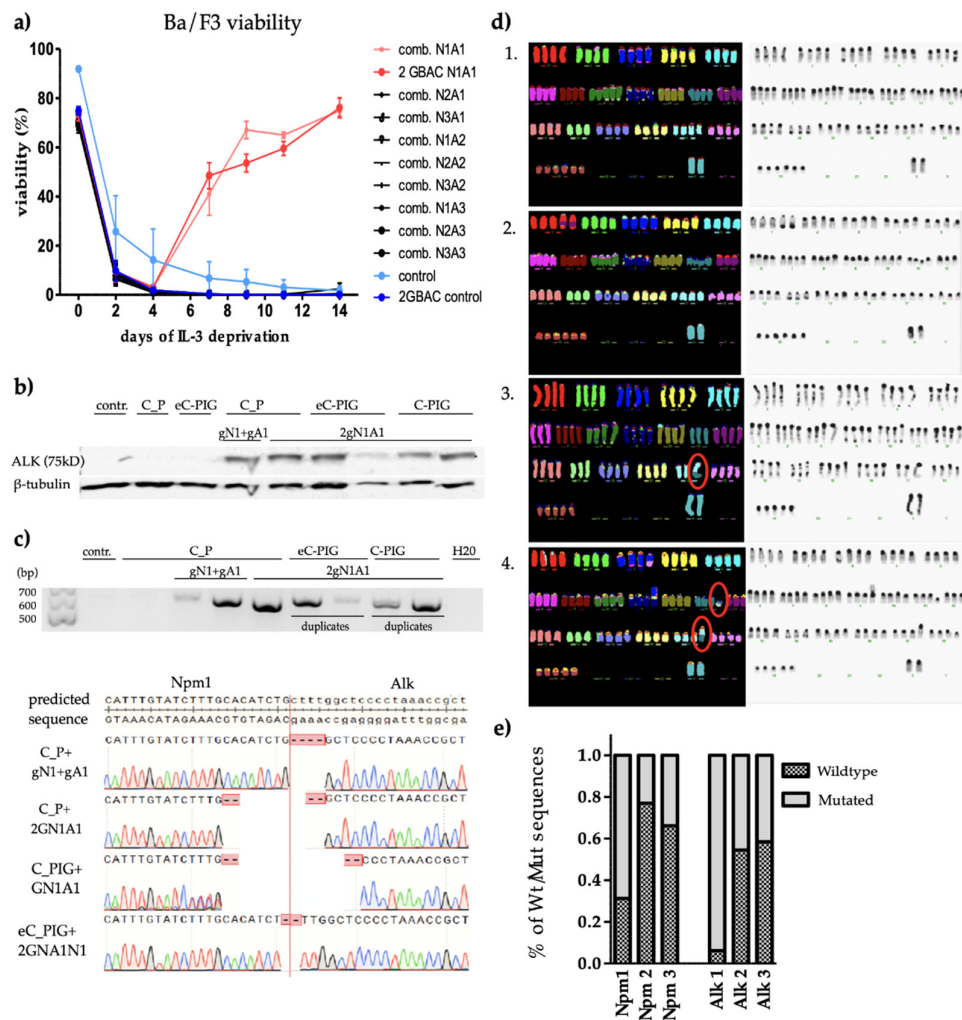 a)
Ba/F3 viability
viability (%)
100
80
60
40
20
0
0 2 4 6 8 10 12 14
days of IL-3 deprivation
comb. N1A1
2 GBAC N1A1
comb. N2A1
comb. N3A1
comb. N1A2
comb. N2A2
comb. N3A2
comb. N1A3
comb. N2A3
comb. N3A3
control
2GBAC control
b)
contr. C_P eC-PIG C_P eC-PIG C-PIG
gN1+gA1 2gN1A1
ALK (75kD)
β-tubulin
c)
contr. C_P eC-PIG C-PIG H20
(bp) gN1+gA1 2gN1A1
700
600
500
duplicates duplicates
Npm1 Alk
predicted CATTTGTATCTTTGCACATCTGctttggctcccctaaaccgct
sequence GTAAACATAGAAACGTGTAGACgaaaccgaggggatttggcga
CATTTGTATCTTTGCACATCTG----GCTCCCCTAAACCGCT
C_P+
gN1+gA1
CATTTGTATCTTTG-- --GCTCCCCTAAACCGCT
C_P+
2GN1A1
CATTTGTATCTTTG-- --CCCTAAACCGCT
C_PIG+
GN1A1
CATTTGTATCTTTGCACATCT--TTGGCTCCCCTAAACCGCT
eC_PIG+
2GNA1N1
d)
1.
2.
3.
4.
e)
% of Wt/Mut sequences
1.0
0.8
0.6
0.4
0.2
0.0
Npm1
Npm 2
Npm 3
Alk 1
Alk 2
Alk 3
Wildtype
Mutated